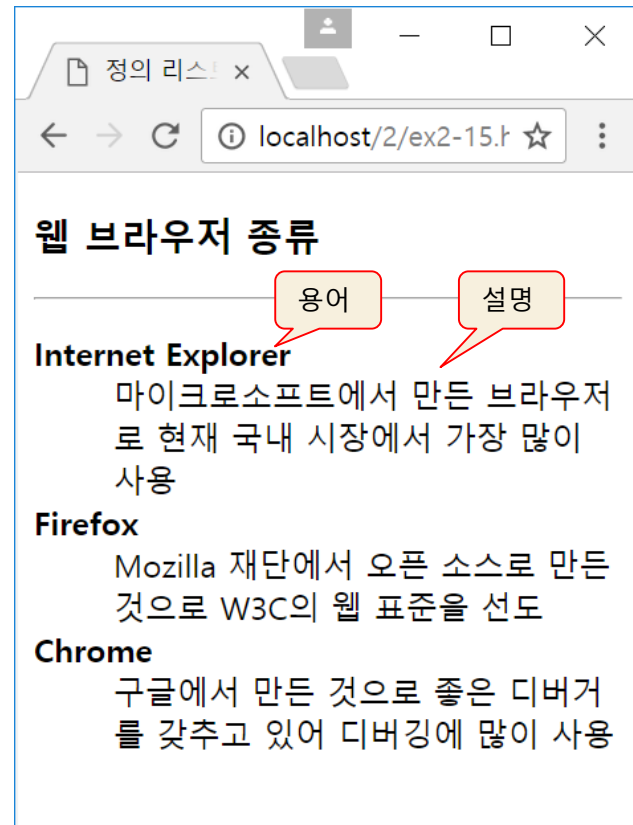 정의 리스트
localhost/2/ex2-15.h
웹 브라우저 종류
용어 설명
Internet Explorer
마이크로소프트에서 만든 브라우저
로 현재 국내 시장에서 가장 많이
사용
Firefox
Mozilla 재단에서 오픈 소스로 만든
것으로 W3C의 웹 표준을 선도
Chrome
구글에서 만든 것으로 좋은 디버거
를 갖추고 있어 디버깅에 많이 사용